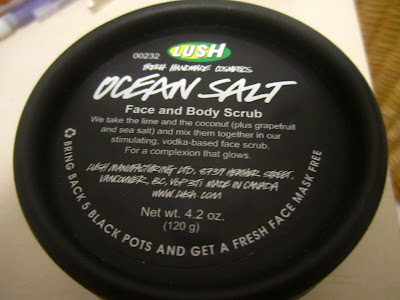 00232 LUSH
FRESH HANDMADE COSMETICS
OCEAN SALT
Face and Body Scrub
We take the lime and the coconut (plus grapefruit
and sea salt) and mix them together in our
stimulating, vodka-based face scrub.
For a complexion that glows.
LUSH MANUFACTURING LTD, 8739 HEATHER STREET,
VANCOUVER, BC, V6P 3T1 MADE IN CANADA
WWW.LUSH.COM
Net wt. 4.2 oz.
(120 g)
BRING BACK 5 BLACK POTS AND GET A FRESH FACE MASK FREE